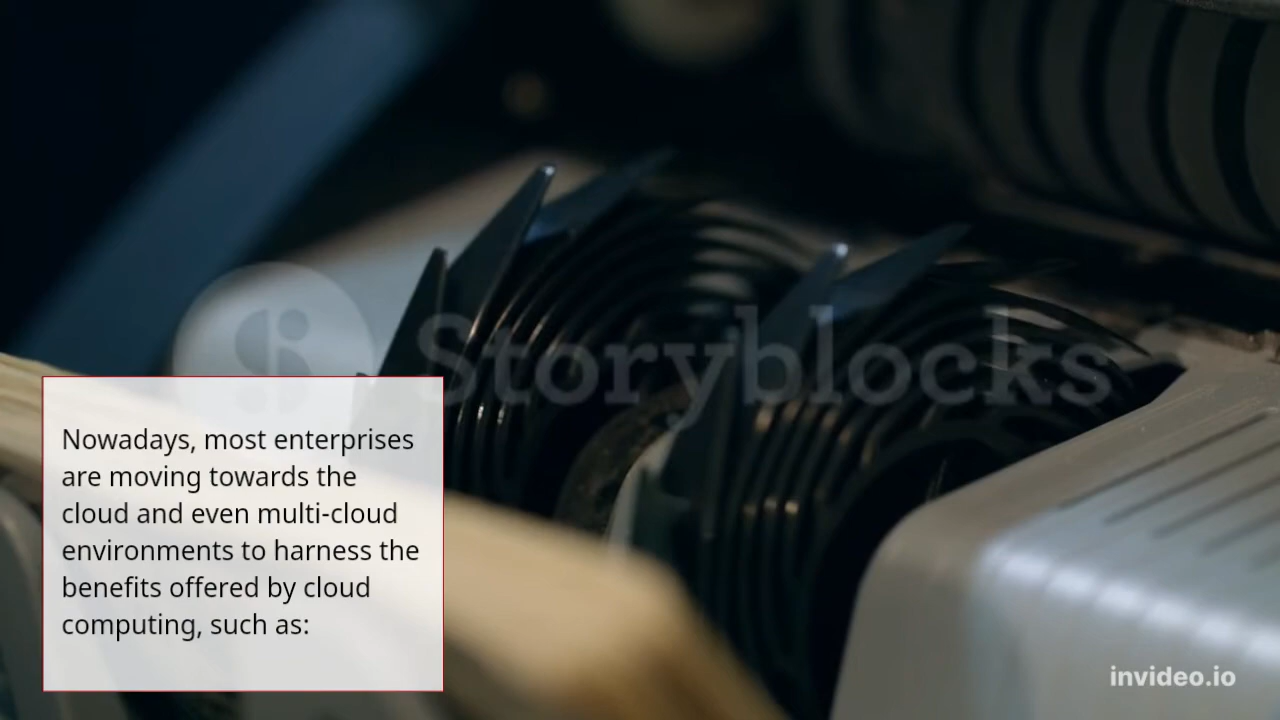 Storyblocks
Nowadays, most enterprises
are moving towards the
cloud and even multi-cloud
environments to harness the
benefits offered by cloud
computing, such as:
invideo.io